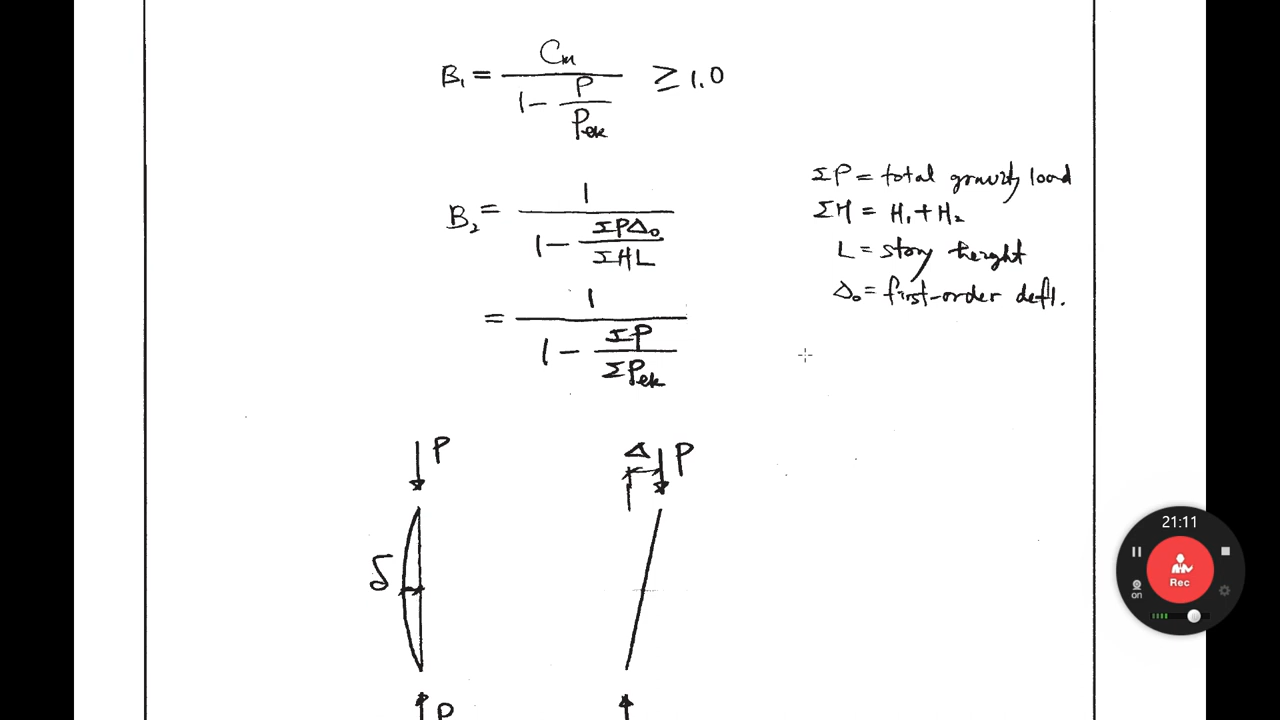 B₁ = Cm / (1 - P/Pek) ≥ 1.0
B₂ = 1 / (1 - ΣPΔ₀/ΣHL)
= 1 / (1 - ΣP/ΣPek)
ΣP = total gravity load
ΣH = H₁ + H₂
L = story height
Δ₀ = first-order defl.
P
Δ P
δ
P
21:11
Rec
on